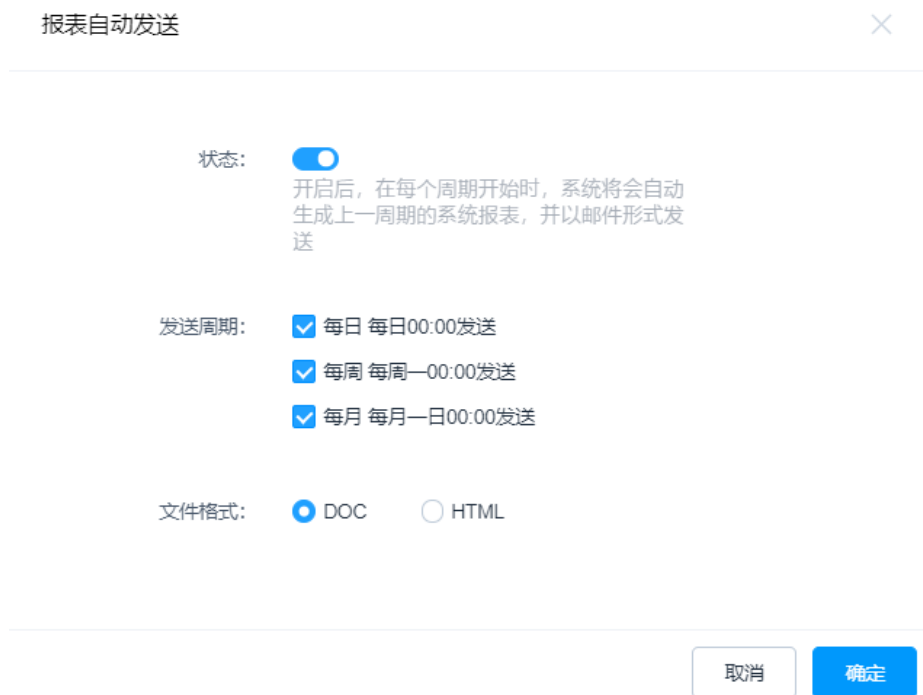 报表自动发送
状态：
开启后，在每个周期开始时，系统将会自动
生成上一周期的系统报表，并以邮件形式发
送
发送周期：
每日 每日00:00发送
每周 每周一00:00发送
每月 每月一日00:00发送
文件格式：
DOC HTML
取消 确定